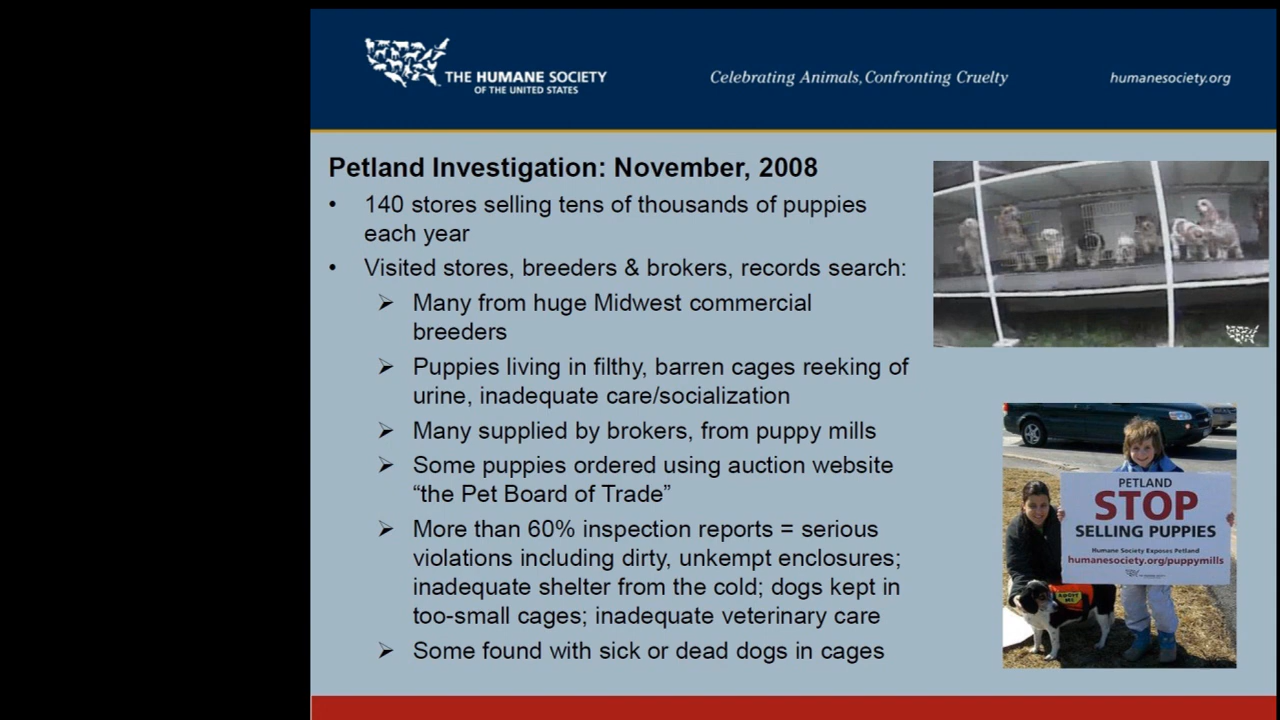 THE HUMANE SOCIETY
OF THE UNITED STATES
Celebrating Animals, Confronting Cruelty
humanesociety.org
Petland Investigation: November, 2008
• 140 stores selling tens of thousands of puppies
each year
• Visited stores, breeders & brokers, records search:
➢ Many from huge Midwest commercial
breeders
➢ Puppies living in filthy, barren cages reeking of
urine, inadequate care/socialization
➢ Many supplied by brokers, from puppy mills
➢ Some puppies ordered using auction website
“the Pet Board of Trade”
➢ More than 60% inspection reports = serious
violations including dirty, unkempt enclosures;
inadequate shelter from the cold; dogs kept in
too-small cages; inadequate veterinary care
➢ Some found with sick or dead dogs in cages
PETLAND
STOP
SELLING PUPPIES
Humane Society Exposes Petland
humanesociety.org/puppymills
ADOPT
ME